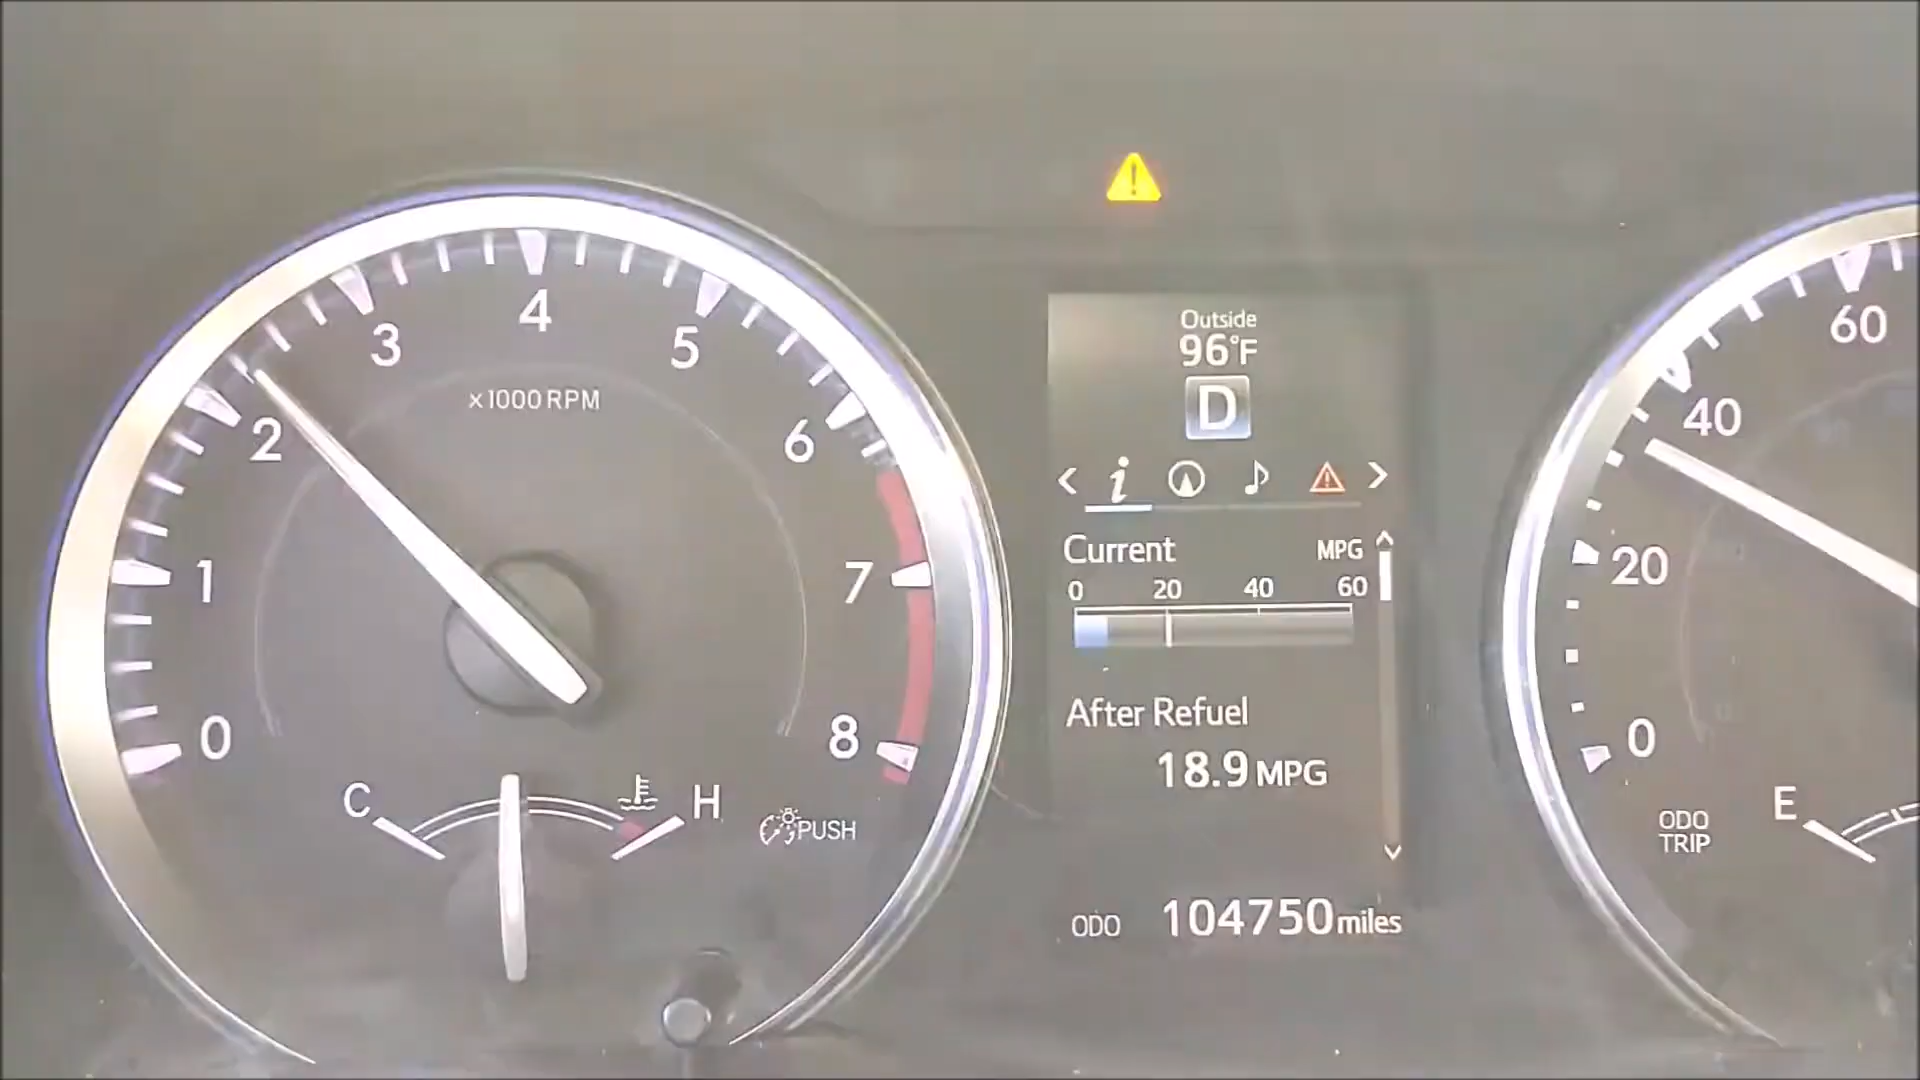 4
3
5
x1000 RPM
2
6
1
7
0
8
C
H
PUSH
Outside
96°F
D
i
Current MPG
0 20 40 60
After Refuel
18.9 MPG
ODO 104750 miles
60
40
20
0
ODO
TRIP
E